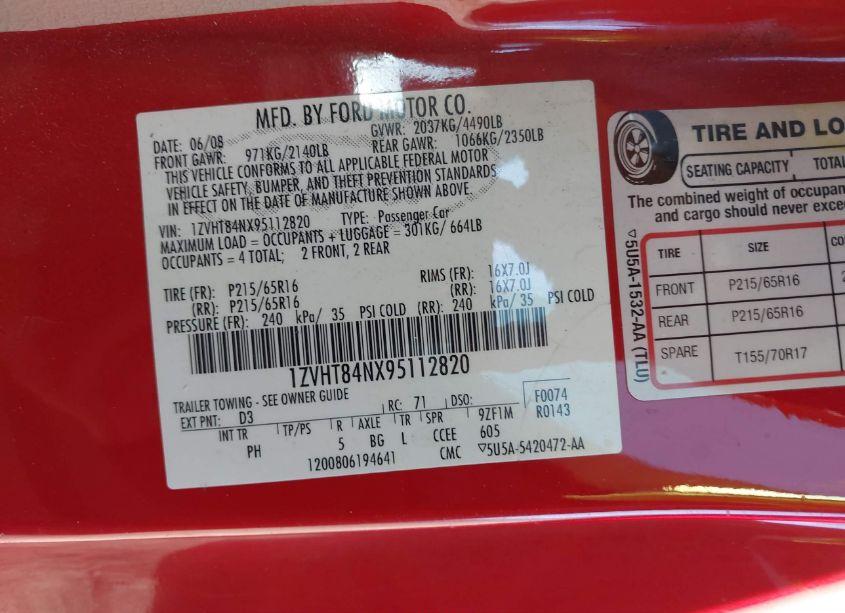 MFD. BY FORD MOTOR CO.
DATE: 06/08 GVWR: 2037KG/4490LB
FRONT GAWR: 971KG/2140LB REAR GAWR: 1066KG/2350LB
THIS VEHICLE CONFORMS TO ALL APPLICABLE FEDERAL MOTOR
VEHICLE SAFETY, BUMPER, AND THEFT PREVENTION STANDARDS
IN EFFECT ON THE DATE OF MANUFACTURE SHOWN ABOVE.
VIN: 1ZVHT84NX95112820 TYPE: Passenger Car
MAXIMUM LOAD = OCCUPANTS + LUGGAGE = 301KG/ 664LB
OCCUPANTS = 4 TOTAL; 2 FRONT, 2 REAR
TIRE (FR): P215/65R16 RIMS (FR): 16X7.0J
(RR): P215/65R16 (RR): 16X7.0J
PRESSURE (FR): 240 kPa/ 35 PSI COLD (RR): 240 kPa/ 35 PSI COLD
1ZVHT84NX95112820
TRAILER TOWING - SEE OWNER GUIDE
EXT PNT: D3 RC: 71 DSO: F0074
R0143
INT TR TP/PS R AXLE TR SPR 9ZF1M
PH 5 BG L CCEE 605
1200806194641 CMC ▽5U5A-5420472-AA
TIRE AND LO
SEATING CAPACITY TOTAL
The combined weight of occupan
and cargo should never excee
▽5U5A-1532-AA (TLU)
TIRE SIZE CO
FRONT P215/65R16 2
REAR P215/65R16
SPARE T155/70R17